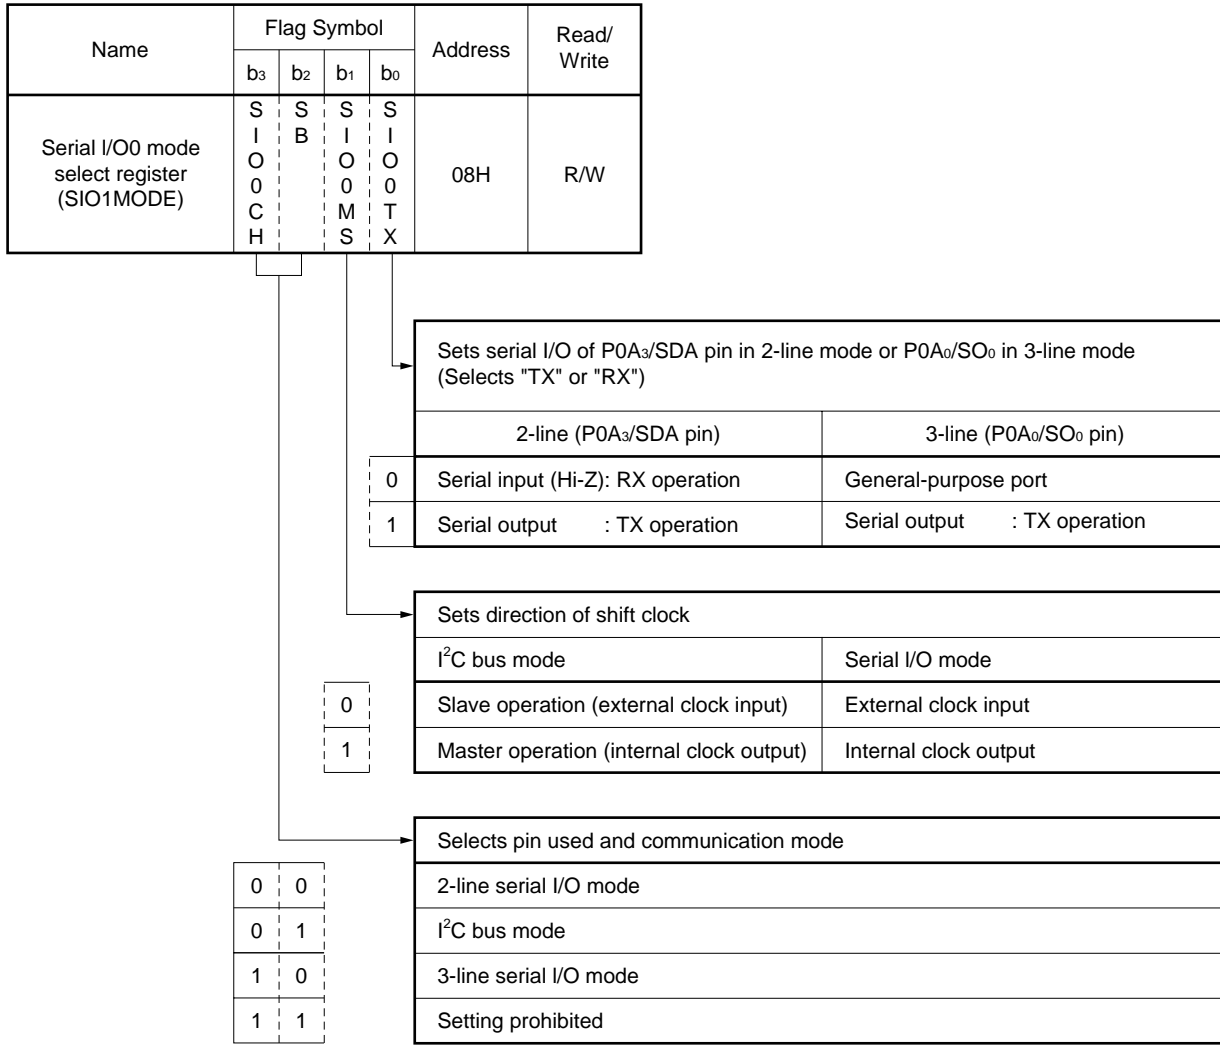 Name
Flag Symbol
Address
Read/
Write
b3 b2 b1 b0
Serial I/O0 mode
select register
(SIO1MODE)
SIO0CH
SB
SIO0MS
SIO0TX
08H
R/W
Sets serial I/O of P0A3/SDA pin in 2-line mode or P0A0/SO0 in 3-line mode
(Selects "TX" or "RX")
2-line (P0A3/SDA pin) 3-line (P0A0/SO0 pin)
0 Serial input (Hi-Z): RX operation General-purpose port
1 Serial output : TX operation Serial output : TX operation
Sets direction of shift clock
I2C bus mode Serial I/O mode
0 Slave operation (external clock input) External clock input
1 Master operation (internal clock output) Internal clock output
Selects pin used and communication mode
0 0 2-line serial I/O mode
0 1 I2C bus mode
1 0 3-line serial I/O mode
1 1 Setting prohibited